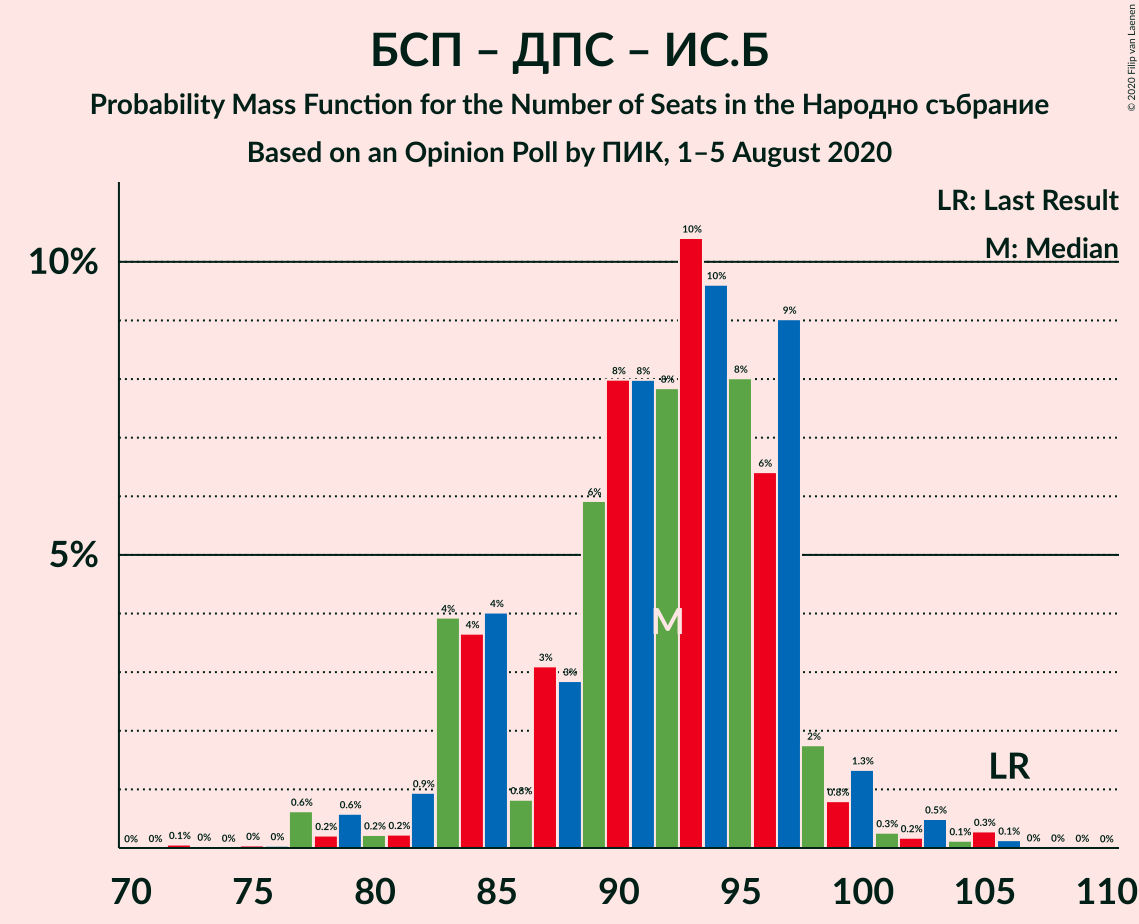 БСП – ДПС – ИС.Б
Probability Mass Function for the Number of Seats in the Народно събрание
Based on an Opinion Poll by ПИК, 1–5 August 2020
© 2020 Filip van Laenen
LR: Last Result
M: Median
10%
5%
0% 0% 0.1% 0% 0% 0% 0% 0.6% 0.2% 0.6% 0.2% 0.2% 0.9% 4% 4% 4% 0.8% 3% 3% 6% 8% 8% 8% 10% 10% 8% 6% 9% 2% 0.8% 1.3% 0.3% 0.2% 0.5% 0.1% 0.3% 0.1% 0% 0% 0% 0%
M
LR
70 75 80 85 90 95 100 105 110